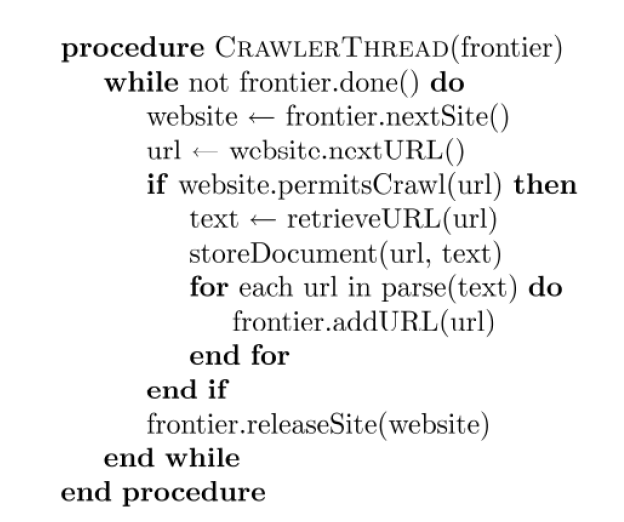 procedure CRAWLERTHREAD(frontier)
while not frontier.done() do
website ← frontier.nextSite()
url ← website.nextURL()
if website.permitsCrawl(url) then
text ← retrieveURL(url)
storeDocument(url, text)
for each url in parse(text) do
frontier.addURL(url)
end for
end if
frontier.releaseSite(website)
end while
end procedure